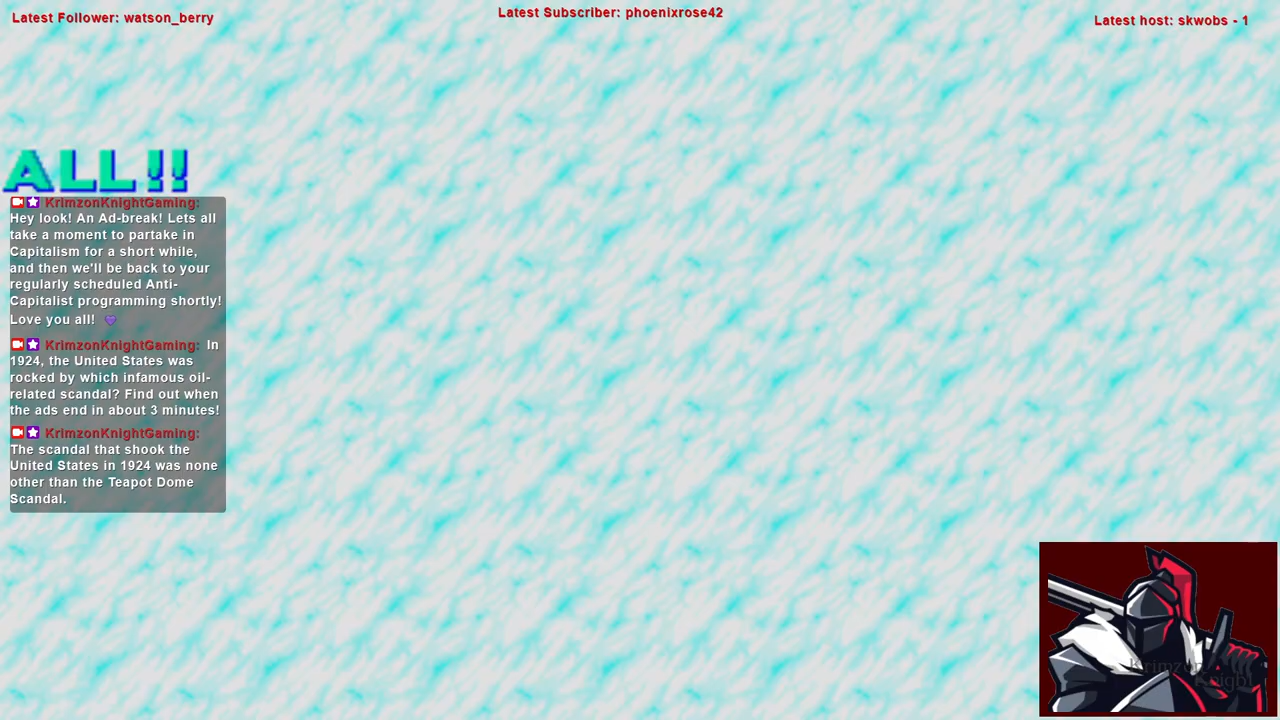 Latest Follower: watson_berry
Latest Subscriber: phoenixrose42
Latest host: skwobs - 1
ALL!!
KrimzonKnightGaming:
Hey look! An Ad-break! Lets all
take a moment to partake in
Capitalism for a short while,
and then we'll be back to your
regularly scheduled Anti-
Capitalist programming shortly!
Love you all! 💜
KrimzonKnightGaming: In
1924, the United States was
rocked by which infamous oil-
related scandal? Find out when
the ads end in about 3 minutes!
KrimzonKnightGaming:
The scandal that shook the
United States in 1924 was none
other than the Teapot Dome
Scandal.
Krimzon
Knight